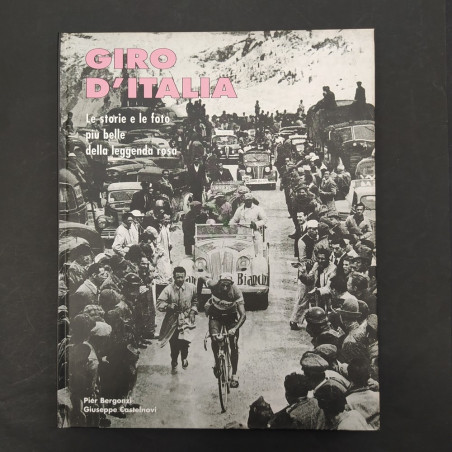 GIRO
D'ITALIA
Le storie e le foto
più belle
della leggenda rosa
Bianchi
Pier Bergonzi
Giuseppe Castelnovi